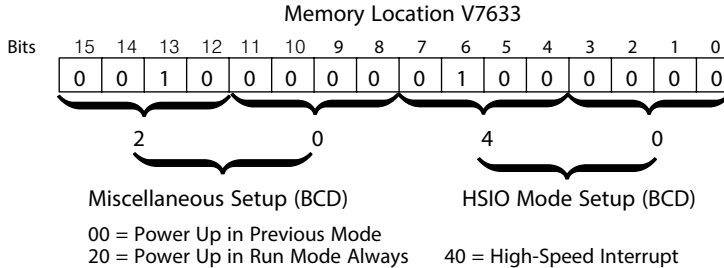 Memory Location V7633
Bits 15 14 13 12 11 10 9 8 7 6 5 4 3 2 1 0
0 0 1 0 0 0 0 0 0 1 0 0 0 0 0 0
2 0 4 0
Miscellaneous Setup (BCD) HSIO Mode Setup (BCD)
00 = Power Up in Previous Mode
20 = Power Up in Run Mode Always 40 = High-Speed Interrupt